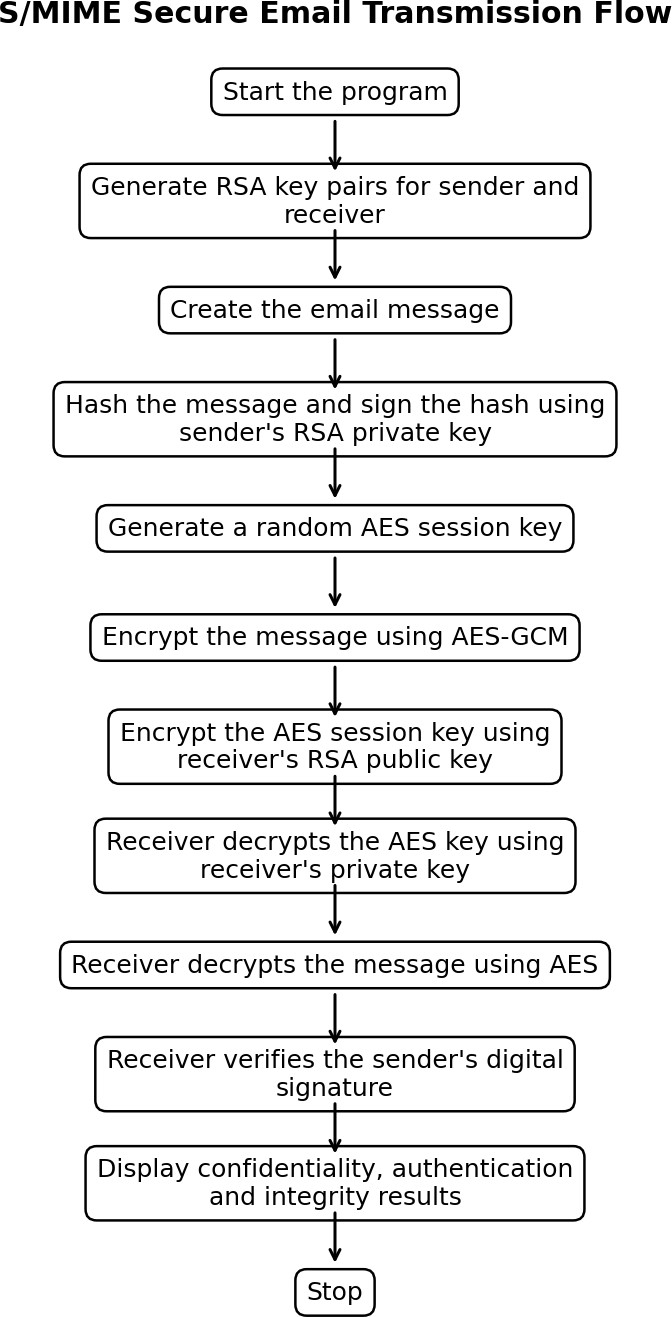 S/MIME Secure Email Transmission Flow
Start the program
Generate RSA key pairs for sender and
receiver
Create the email message
Hash the message and sign the hash using
sender's RSA private key
Generate a random AES session key
Encrypt the message using AES-GCM
Encrypt the AES session key using
receiver's RSA public key
Receiver decrypts the AES key using
receiver's private key
Receiver decrypts the message using AES
Receiver verifies the sender's digital
signature
Display confidentiality, authentication
and integrity results
Stop